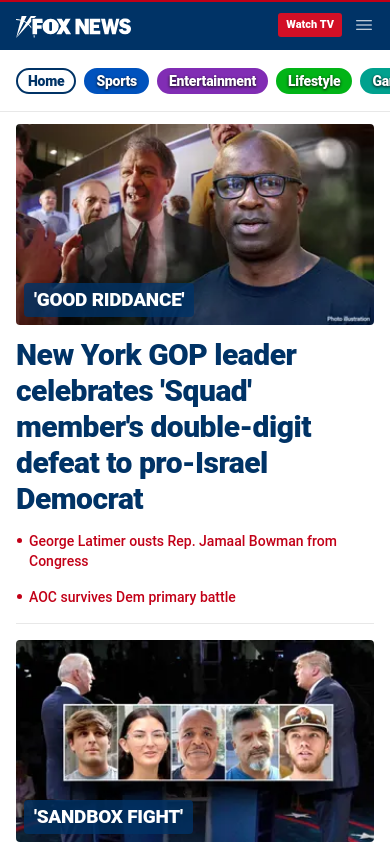 FOX NEWS
Watch TV
Home
Sports
Entertainment
Lifestyle
Ga
'GOOD RIDDANCE'
Photo illustration
New York GOP leader
celebrates 'Squad'
member's double-digit
defeat to pro-Israel
Democrat
George Latimer ousts Rep. Jamaal Bowman from
Congress
AOC survives Dem primary battle
'SANDBOX FIGHT'